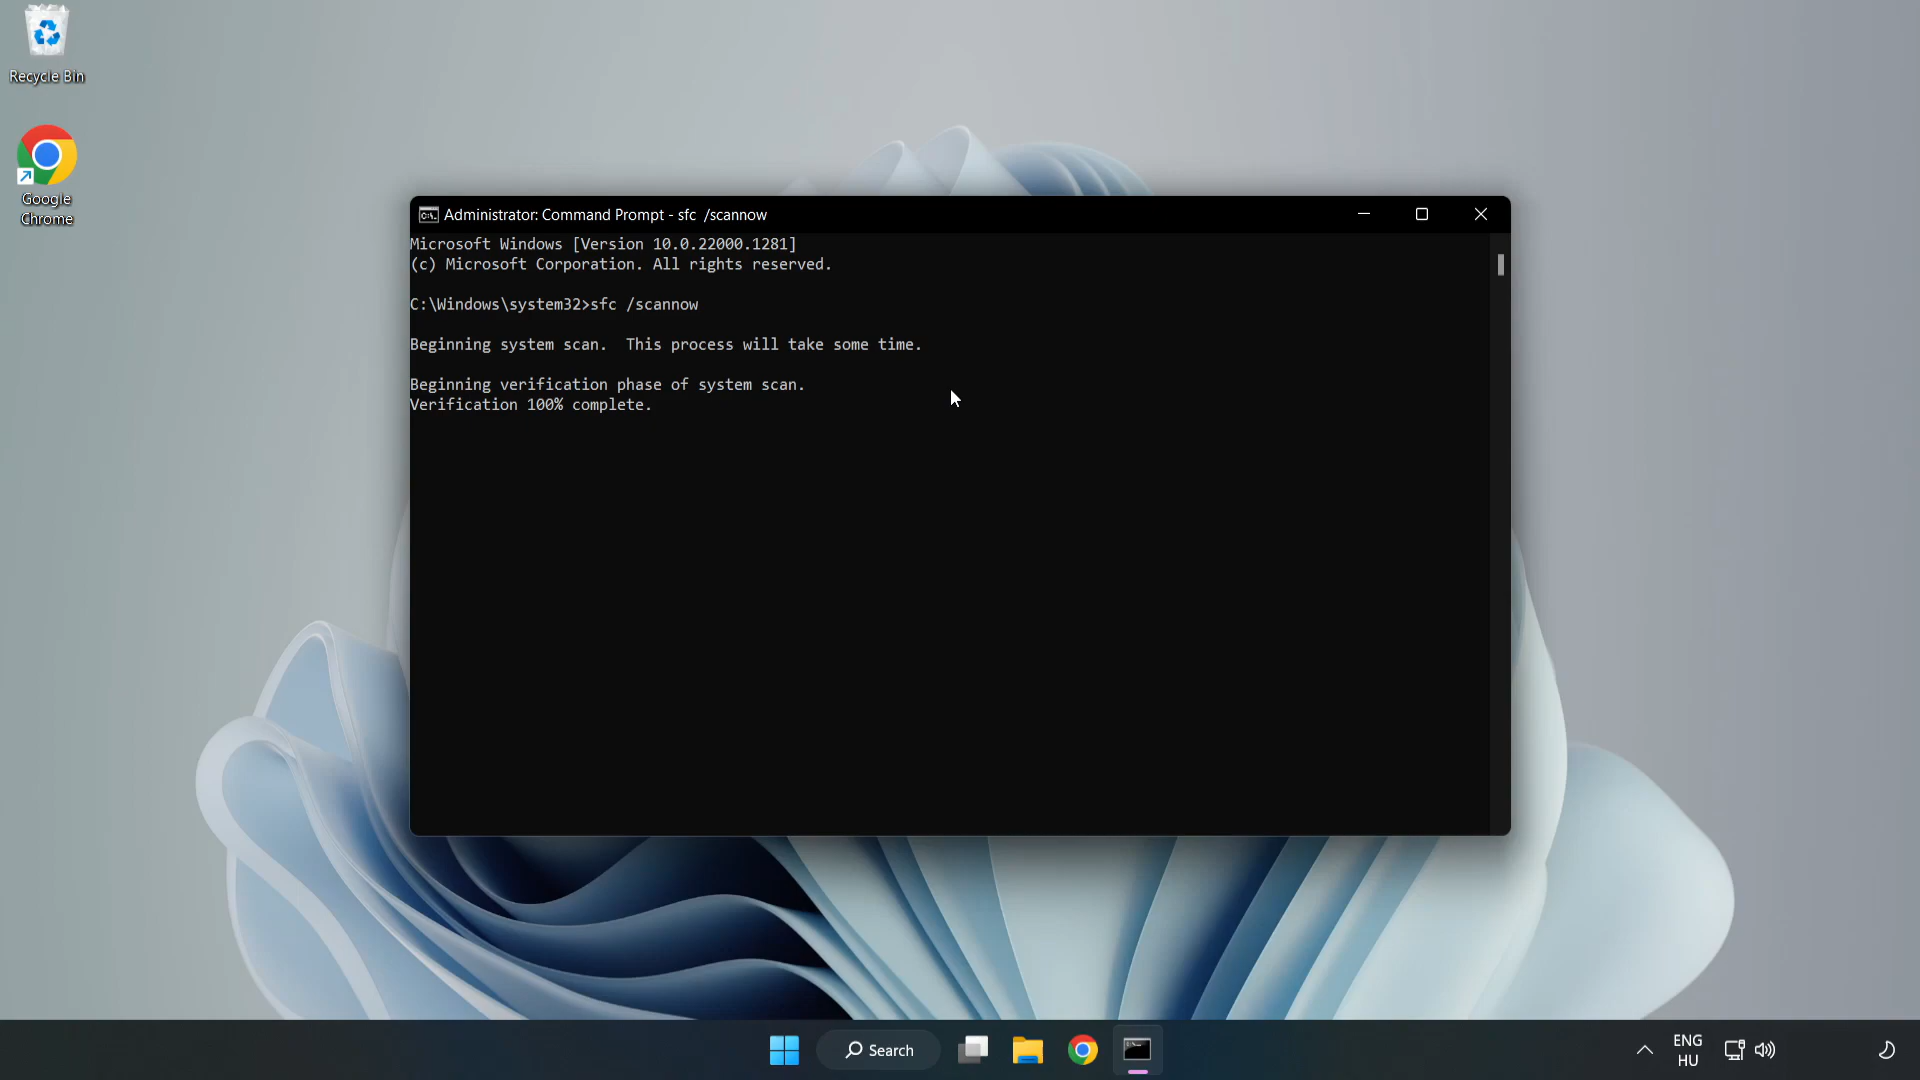 Recycle Bin
Google
Chrome
Administrator: Command Prompt - sfc  /scannow
Microsoft Windows [Version 10.0.22000.1281]
(c) Microsoft Corporation. All rights reserved.
C:\Windows\system32>sfc /scannow
Beginning system scan.  This process will take some time.
Beginning verification phase of system scan.
Verification 100% complete.
Search
ENG
HU